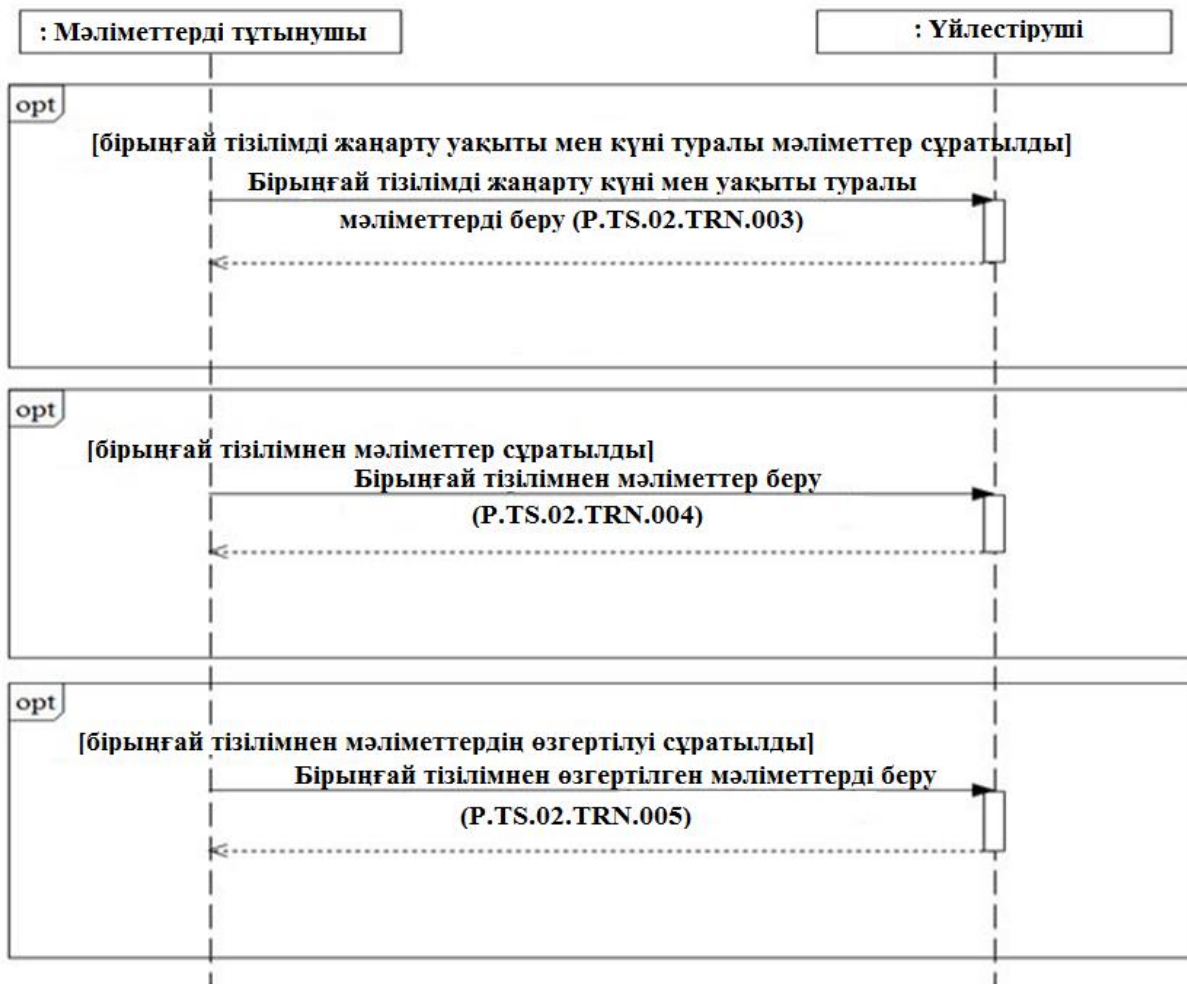 : Мәліметтерді тұтынушы
: Үйлестіруші
opt
[бірыңғай тізілімді жаңарту уақыты мен күні туралы мәліметтер сұратылды]
Бірыңғай тізілімді жаңарту күні мен уақыты туралы
мәліметтерді беру (P.TS.02.TRN.003)
opt
[бірыңғай тізілімнен мәліметтер сұратылды]
Бірыңғай тізілімнен мәліметтер беру
(P.TS.02.TRN.004)
opt
[бірыңғай тізілімнен мәліметтердің өзгертілуі сұратылды]
Бірыңғай тізілімнен өзгертілген мәліметтерді беру
(P.TS.02.TRN.005)